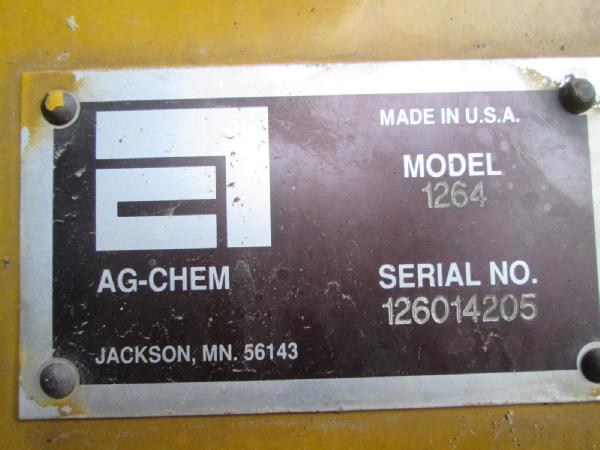 MADE IN U.S.A.
MODEL
1264
AG-CHEM
SERIAL NO.
126014205
JACKSON, MN. 56143